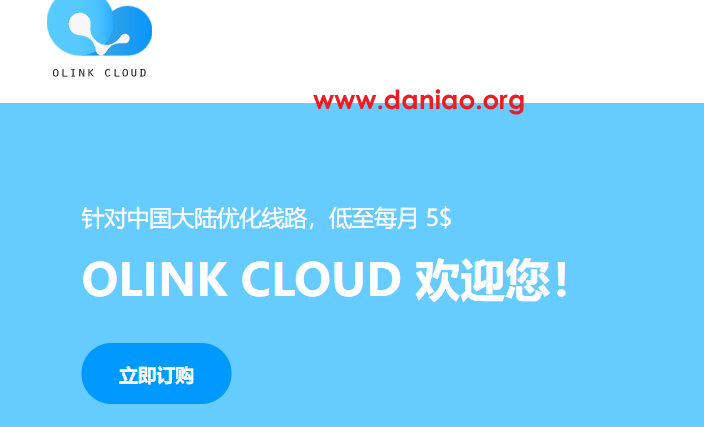 OLINK CLOUD
www.daniao.org
针对中国大陆优化线路，低至每月 5$
OLINK CLOUD 欢迎您！
立即订购